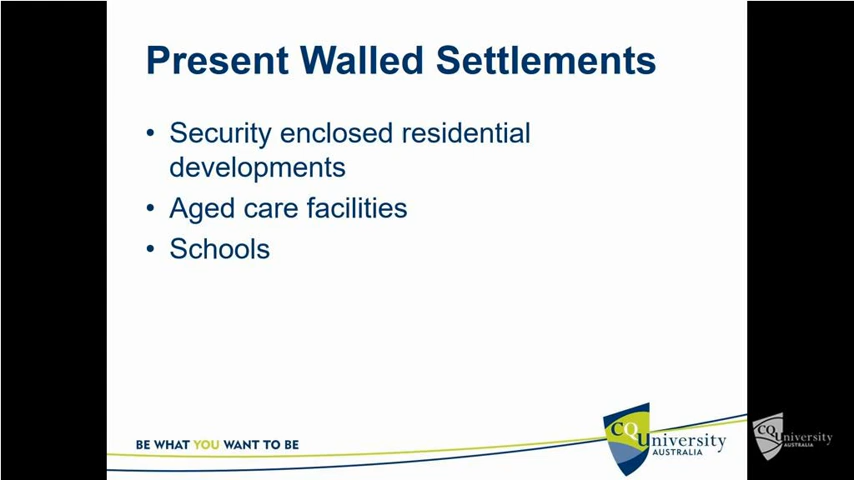 Present Walled Settlements
• Security enclosed residential
developments
• Aged care facilities
• Schools
BE WHAT YOU WANT TO BE
CQUniversity
AUSTRALIA
CQUniversity
AUSTRALIA